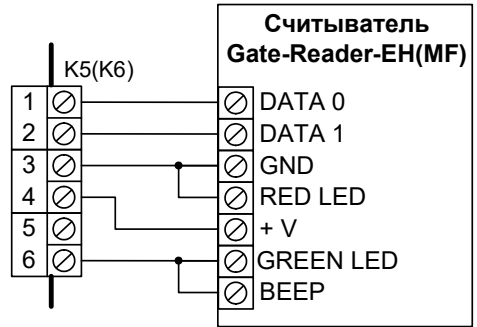 Считыватель
Gate-Reader-EH(MF)
K5(K6)
1 DATA 0
2 DATA 1
3 GND
4 RED LED
5 + V
6 GREEN LED
BEEP